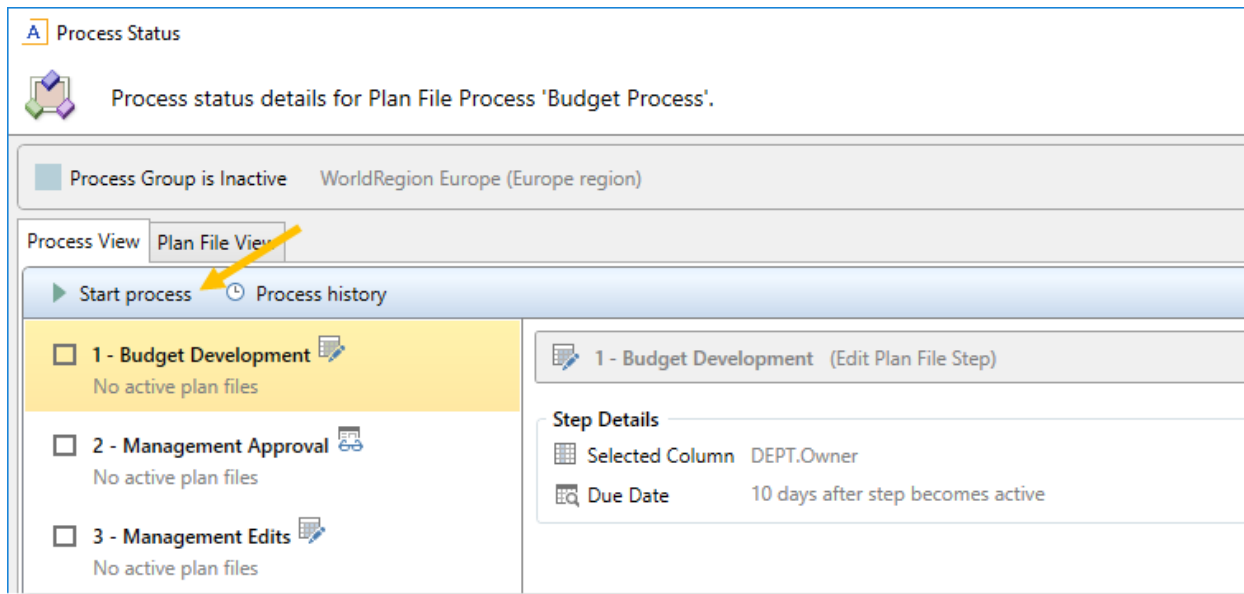 A Process Status
Process status details for Plan File Process 'Budget Process'.
Process Group is Inactive WorldRegion Europe (Europe region)
Process View Plan File View
Start process Process history
1 - Budget Development
No active plan files
2 - Management Approval
No active plan files
3 - Management Edits
No active plan files
1 - Budget Development (Edit Plan File Step)
Step Details
Selected Column DEPT.Owner
Due Date 10 days after step becomes active